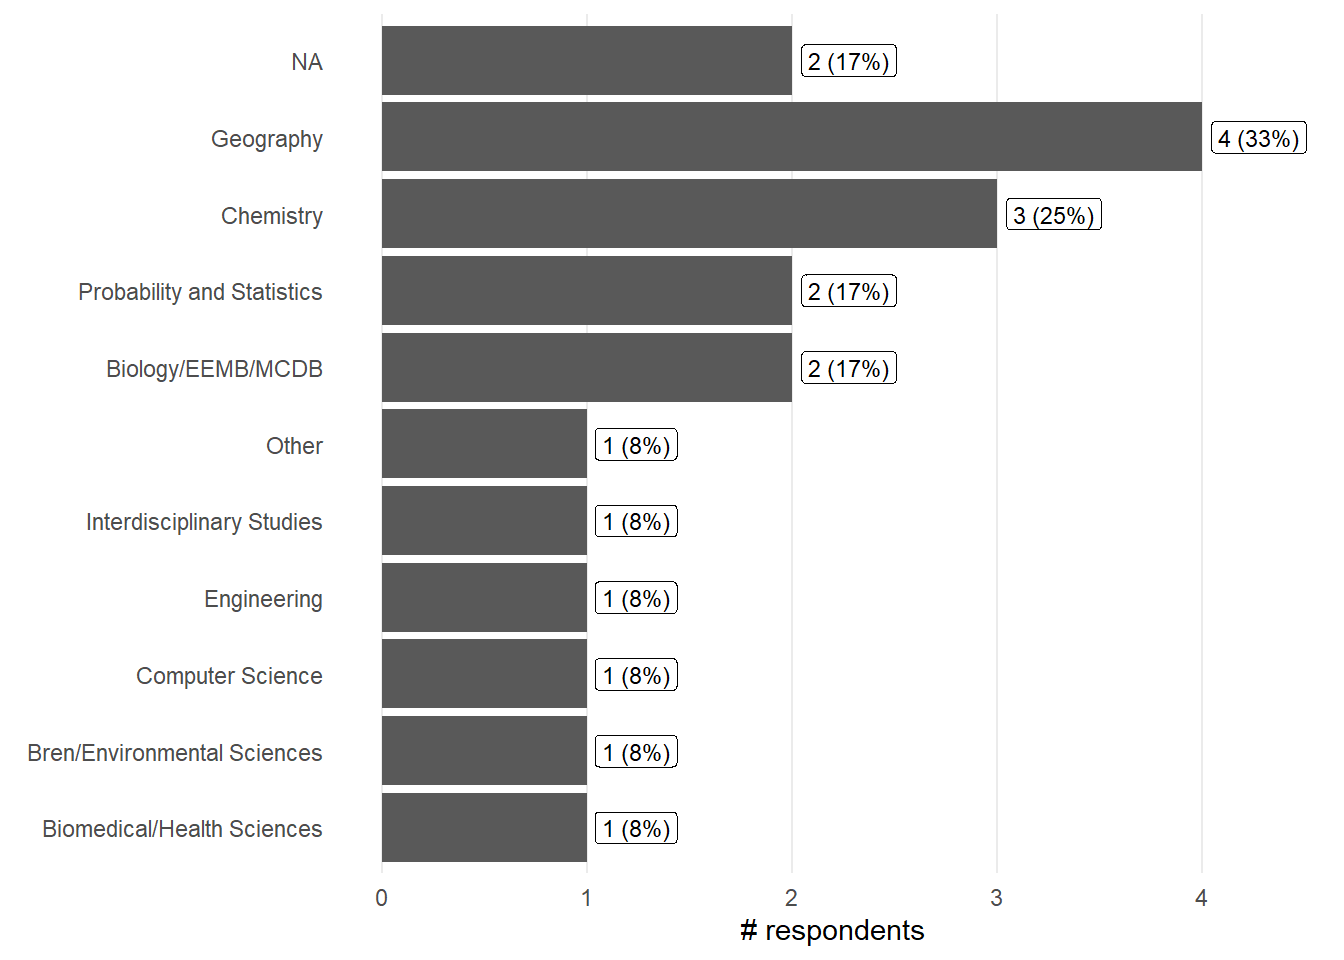 NA 2 (17%)
Geography 4 (33%)
Chemistry 3 (25%)
Probability and Statistics 2 (17%)
Biology/EEMB/MCDB 2 (17%)
Other 1 (8%)
Interdisciplinary Studies 1 (8%)
Engineering 1 (8%)
Computer Science 1 (8%)
Bren/Environmental Sciences 1 (8%)
Biomedical/Health Sciences 1 (8%)
0 1 2 3 4
# respondents